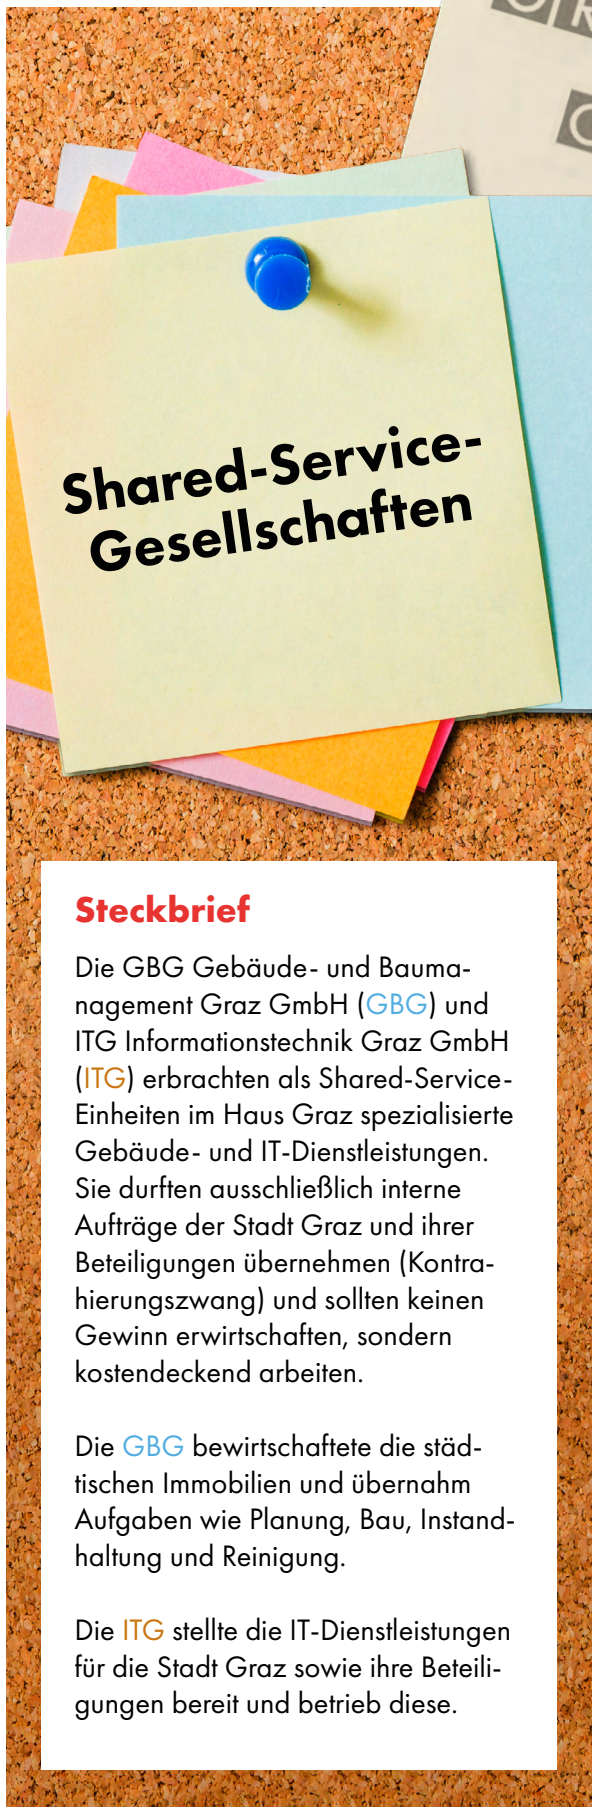 Shared-Service-
Gesellschaften
Steckbrief
Die GBG Gebäude- und Bauma-
nagement Graz GmbH (GBG) und
ITG Informationstechnik Graz GmbH
(ITG) erbrachten als Shared-Service-
Einheiten im Haus Graz spezialisierte
Gebäude- und IT-Dienstleistungen.
Sie durften ausschließlich interne
Aufträge der Stadt Graz und ihrer
Beteiligungen übernehmen (Kontra-
hierungszwang) und sollten keinen
Gewinn erwirtschaften, sondern
kostendeckend arbeiten.
Die GBG bewirtschaftete die städ-
tischen Immobilien und übernahm
Aufgaben wie Planung, Bau, Instand-
haltung und Reinigung.
Die ITG stellte die IT-Dienstleistungen
für die Stadt Graz sowie ihre Beteili-
gungen bereit und betrieb diese.